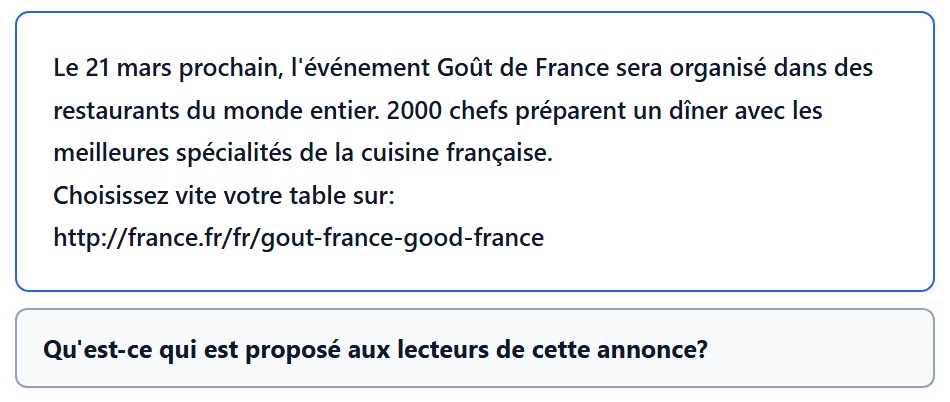 Le 21 mars prochain, l'événement Goût de France sera organisé dans des
restaurants du monde entier. 2000 chefs préparent un dîner avec les
meilleures spécialités de la cuisine française.
Choisissez vite votre table sur:
http://france.fr/fr/gout-france-good-france
Qu'est-ce qui est proposé aux lecteurs de cette annonce?